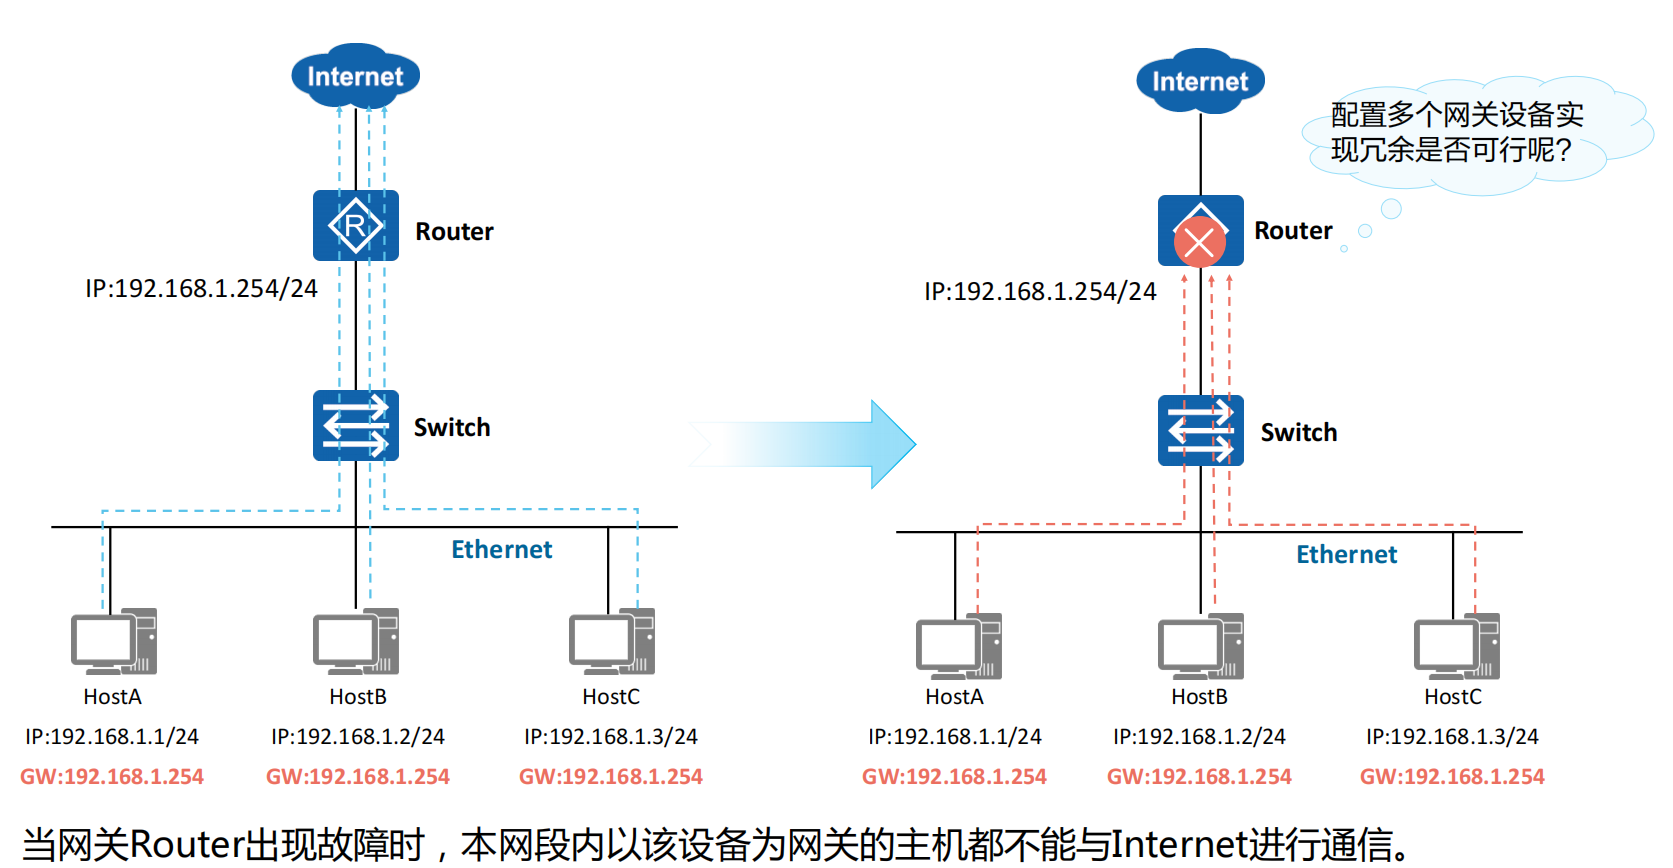 Internet
Router
IP:192.168.1.254/24
Switch
Ethernet
HostA
IP:192.168.1.1/24
GW:192.168.1.254
HostB
IP:192.168.1.2/24
GW:192.168.1.254
HostC
IP:192.168.1.3/24
GW:192.168.1.254
Internet
配置多个网关设备实
现冗余是否可行呢?
Router
IP:192.168.1.254/24
Switch
Ethernet
HostA
IP:192.168.1.1/24
GW:192.168.1.254
HostB
IP:192.168.1.2/24
GW:192.168.1.254
HostC
IP:192.168.1.3/24
GW:192.168.1.254
当网关Router出现故障时，本网段内以该设备为网关的主机都不能与Internet进行通信。
R